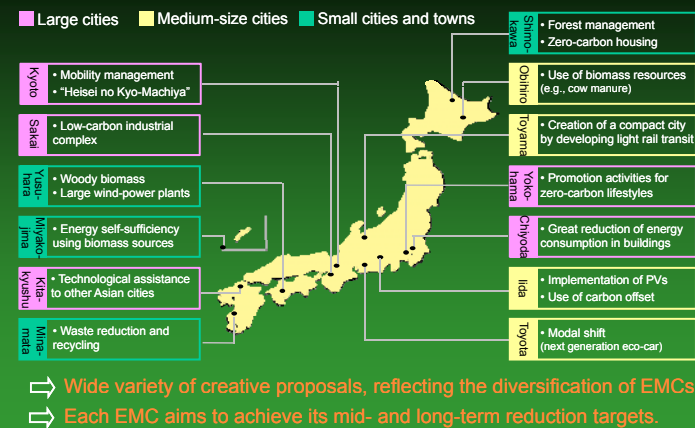 Large cities
Medium-size cities
Small cities and towns
Kyoto
• Mobility management
• “Heisei no Kyo-Machiya”
Sakai
• Low-carbon industrial
complex
Yusu-
hara
• Woody biomass
• Large wind-power plants
Miyako-
jima
• Energy self-sufficiency
using biomass sources
Kita-
kyushu
• Technological assistance
to other Asian cities
Mina-
mata
• Waste reduction and
recycling
Shimo-
kawa
• Forest management
• Zero-carbon housing
Obihiro
• Use of biomass resources
(e.g., cow manure)
Toyama
• Creation of a compact city
by developing light rail transit
Yoko-
hama
• Promotion activities for
zero-carbon lifestyles
Chiyoda
• Great reduction of energy
consumption in buildings
Iida
• Implementation of PVs
• Use of carbon offset
Toyota
• Modal shift
(next generation eco-car)
⇨ Wide variety of creative proposals, reflecting the diversification of EMCs
⇨ Each EMC aims to achieve its mid- and long-term reduction targets.